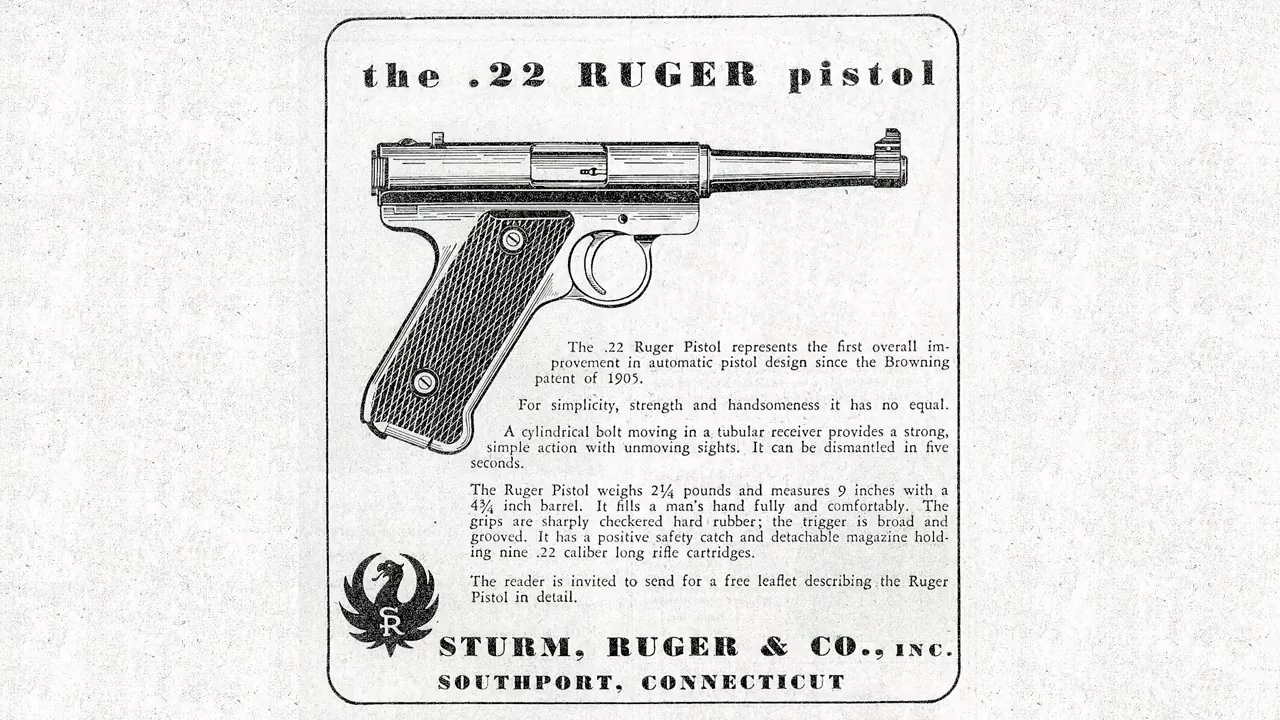 the .22 RUGER pistol
The .22 Ruger Pistol represents the first overall im-
provement in automatic pistol design since the Browning
patent of 1905.
For simplicity, strength and handsomeness it has no equal.
A cylindrical bolt moving in a tubular receiver provides a strong,
simple action with unmoving sights. It can be dismantled in five
seconds.
The Ruger Pistol weighs 2¼ pounds and measures 9 inches with a
4¾ inch barrel. It fills a man's hand fully and comfortably. The
grips are sharply checkered hard rubber; the trigger is broad and
grooved. It has a positive safety catch and detachable magazine hold-
ing nine .22 caliber long rifle cartridges.
The reader is invited to send for a free leaflet describing the Ruger
Pistol in detail.
SR
STURM, RUGER & CO., INC.
SOUTHPORT, CONNECTICUT